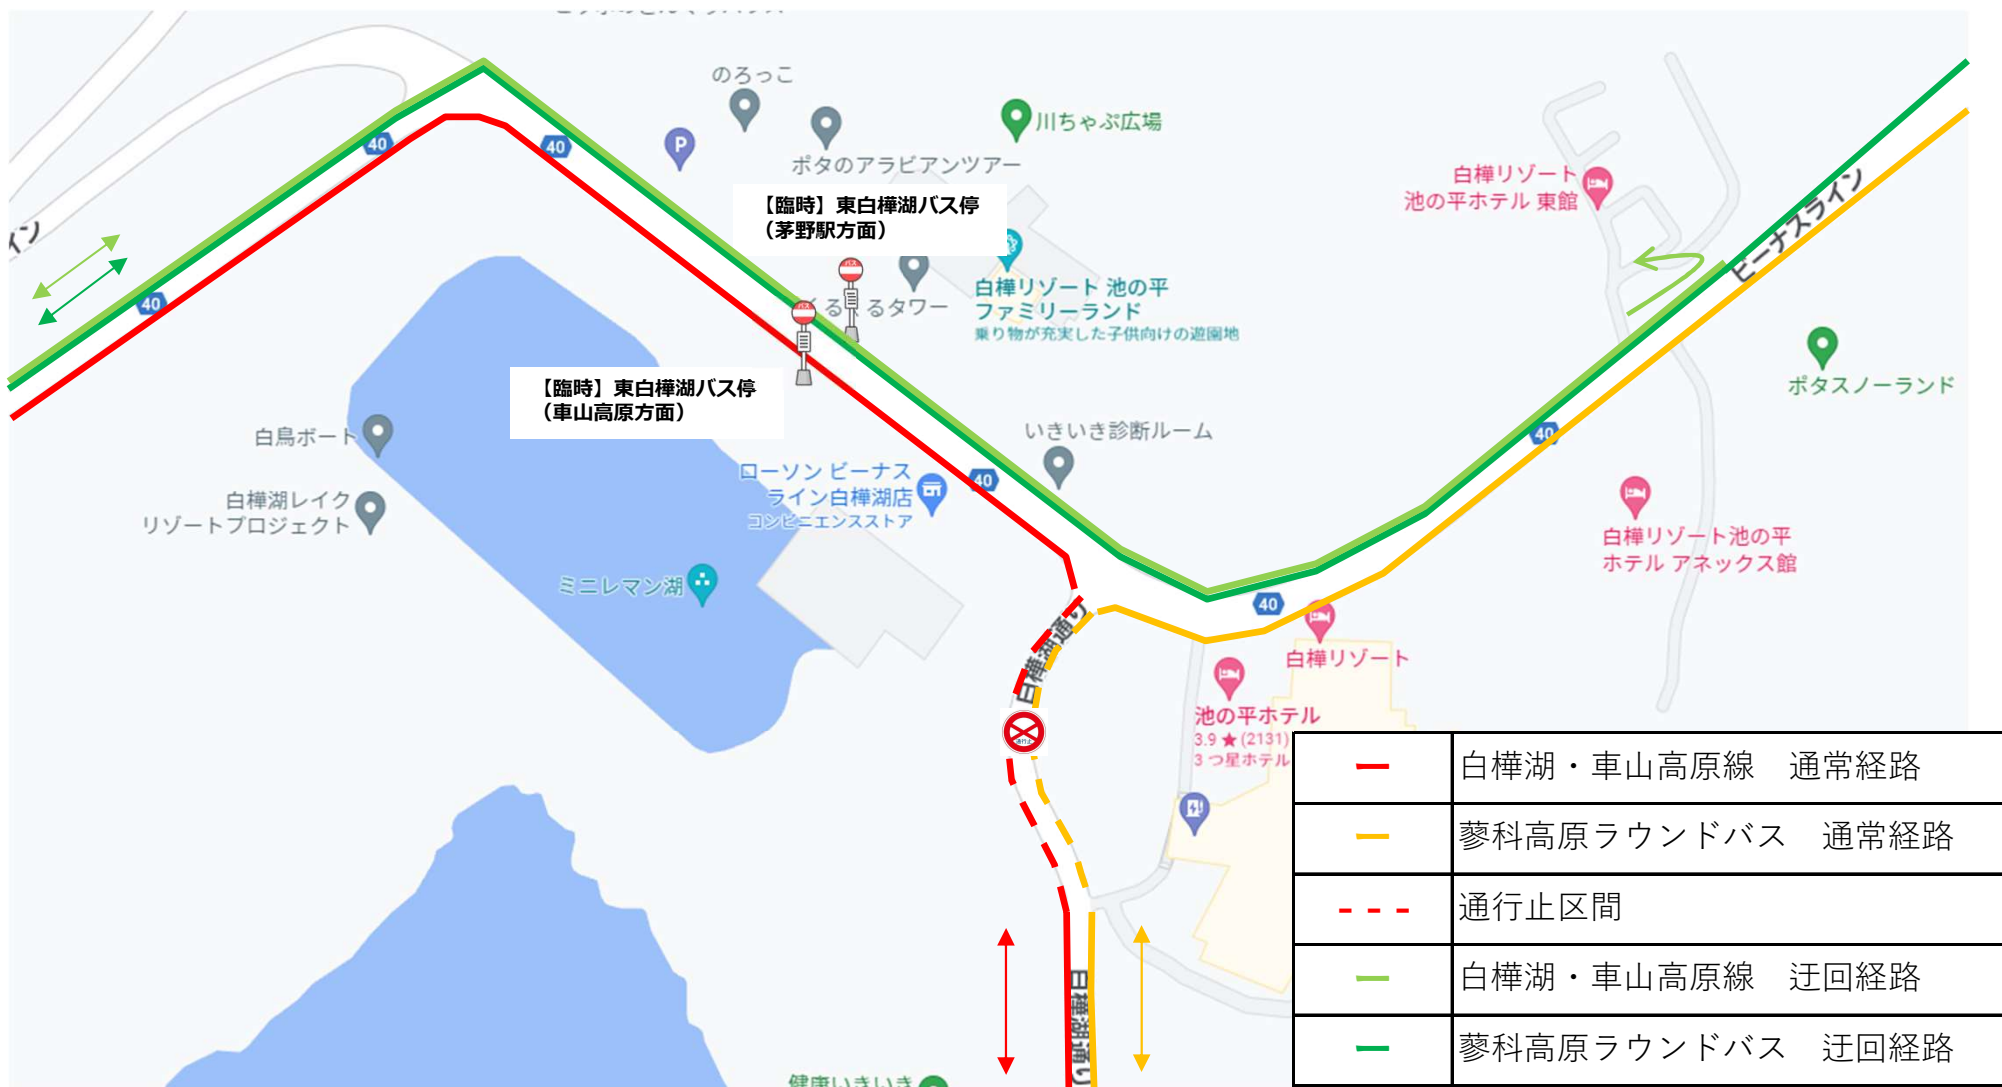 のろっこ
川ちゃぷ広場
ポタのアラビアンツアー
40
40
P
【臨時】東白樺湖バス停
（茅野駅方面）
白樺リゾート
池の平ホテル 東館
ビーナスライン
イン
40
くるくるタワー
白樺リゾート 池の平
ファミリーランド
乗り物が充実した子供向けの遊園地
ポタスノーランド
【臨時】東白樺湖バス停
（車山高原方面）
白鳥ボート
いきいき診断ルーム
40
ローソン ビーナス
ライン白樺湖店
コンビニエンスストア
40
白樺湖レイク
リゾートプロジェクト
白樺リゾート池の平
ホテル アネックス館
ミニレマン湖
40
白樺湖通り
白樺リゾート
池の平ホテル
3.9 ★ (2131)
3 つ星ホテル
通行止
白樺湖・車山高原線　通常経路
蓼科高原ラウンドバス　通常経路
通行止区間
白樺湖・車山高原線　迂回経路
蓼科高原ラウンドバス　迂回経路
白樺湖通り
健康いきいき